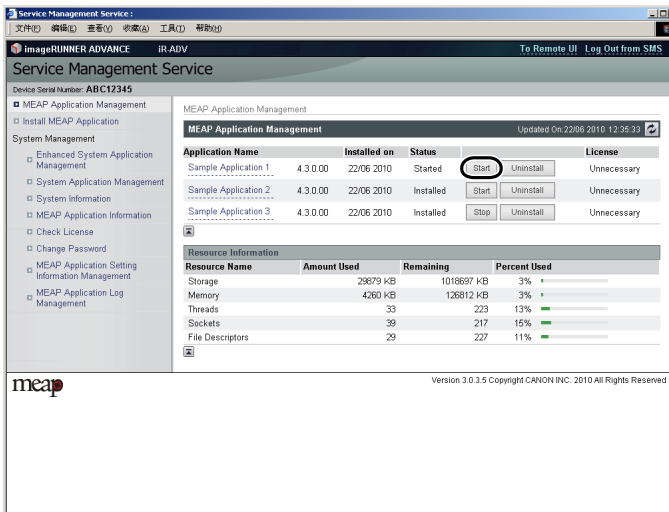 Service Management Service :
文件(F) 编辑(E) 查看(V) 收藏(A) 工具(T) 帮助(H)
imageRUNNER ADVANCE iR-ADV To Remote UI Log Out from SMS
Service Management Service
Device Serial Number: ABC12345
MEAP Application Management
Install MEAP Application
System Management
Enhanced System Application
Management
System Application Management
System Information
MEAP Application Information
Check License
Change Password
MEAP Application Setting
Information Management
MEAP Application Log
Management
MEAP Application Management
MEAP Application Management Updated On:22/06 2010 12:35:33
Application Name Installed on Status License
Sample Application 1 4.3.0.00 22/06 2010 Started Start Uninstall Unnecessary
Sample Application 2 4.3.0.00 22/06 2010 Installed Start Uninstall Unnecessary
Sample Application 3 4.3.0.00 22/06 2010 Installed Stop Uninstall Unnecessary
Resource Information
Resource Name Amount Used Remaining Percent Used
Storage 29879 KB 1018697 KB 3%
Memory 4260 KB 126812 KB 3%
Threads 33 223 13%
Sockets 39 217 15%
File Descriptors 29 227 11%
meap Version 3.0.3.5 Copyright CANON INC. 2010 All Rights Reserved